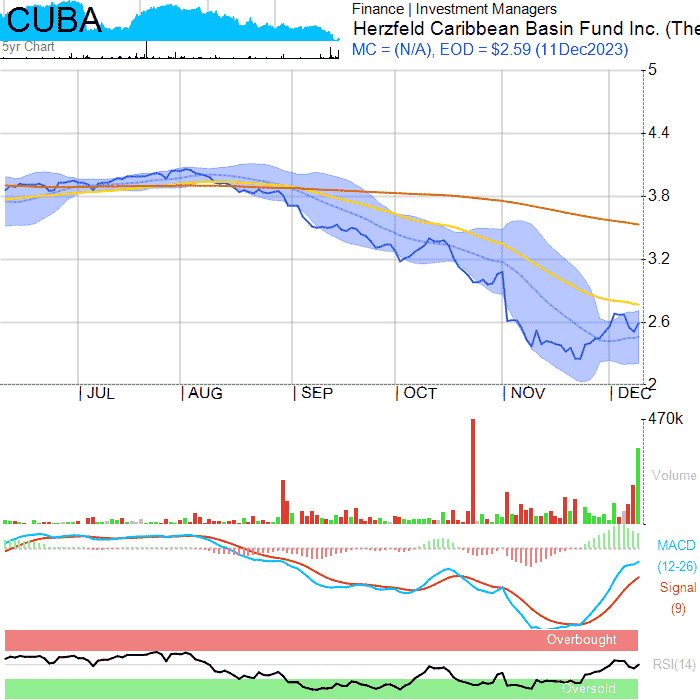 CUBA
5yr Chart
Finance | Investment Managers
Herzfeld Caribbean Basin Fund Inc. (The
MC = (N/A), EOD = $2.59 (11Dec2023)
5
4.4
3.8
3.2
2.6
2
JUL AUG SEP OCT NOV DEC
470k
Volume
MACD
(12-26)
Signal
(9)
Overbought
RSI(14)
Oversold